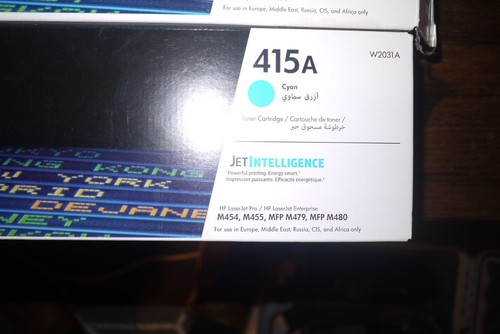 For use in Europe, Middle East, Russia, CIS, and Africa only
415A
W2031A
Cyan
أزرق سماوي
Toner Cartridge / Cartouche de toner /
خرطوشة مسحوق حبر
JETINTELLIGENCE
Powerful printing. Energy smart.
Impression puissante. Efficacité énergétique.
HP LaserJet Pro / HP LaserJet Enterprise
M454, M455, MFP M479, MFP M480
For use in Europe, Middle East, Russia, CIS, and Africa only
KONG
YORK
DEJANE